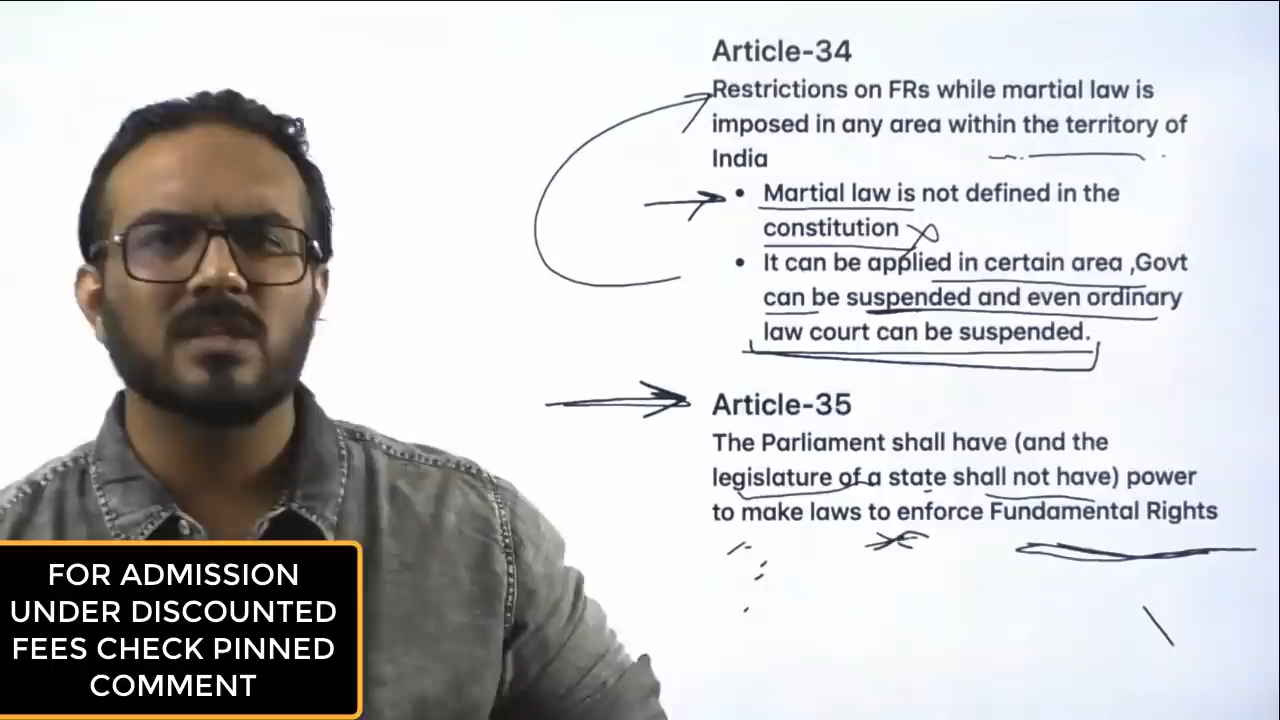 Article-34
Restrictions on FRs while martial law is
imposed in any area within the territory of
India
• Martial law is not defined in the
constitution
• It can be applied in certain area ,Govt
can be suspended and even ordinary
law court can be suspended.
Article-35
The Parliament shall have (and the
legislature of a state shall not have) power
to make laws to enforce Fundamental Rights
FOR ADMISSION
UNDER DISCOUNTED
FEES CHECK PINNED
COMMENT